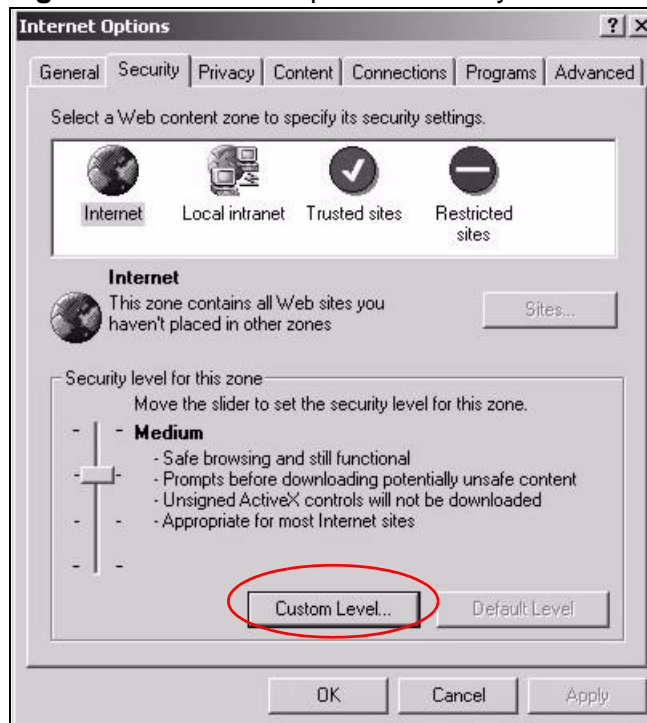 Internet Options
General Security Privacy Content Connections Programs Advanced
Select a Web content zone to specify its security settings.
Internet Local intranet Trusted sites Restricted sites
Internet
This zone contains all Web sites you
haven't placed in other zones
Sites...
Security level for this zone
Move the slider to set the security level for this zone.
Medium
- Safe browsing and still functional
- Prompts before downloading potentially unsafe content
- Unsigned ActiveX controls will not be downloaded
- Appropriate for most Internet sites
Custom Level... Default Level
OK Cancel Apply